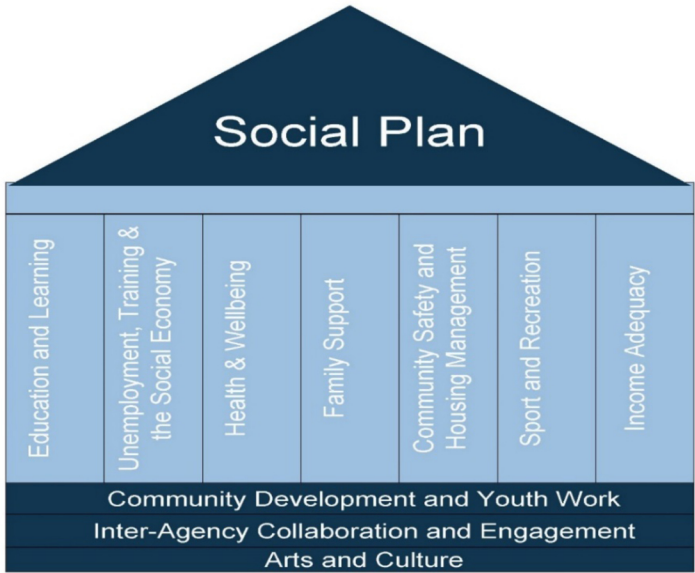 Social Plan
Education and Learning
Unemployment, Training &
the Social Economy
Health & Wellbeing
Family Support
Community Safety and
Housing Management
Sport and Recreation
Income Adequacy
Community Development and Youth Work
Inter-Agency Collaboration and Engagement
Arts and Culture